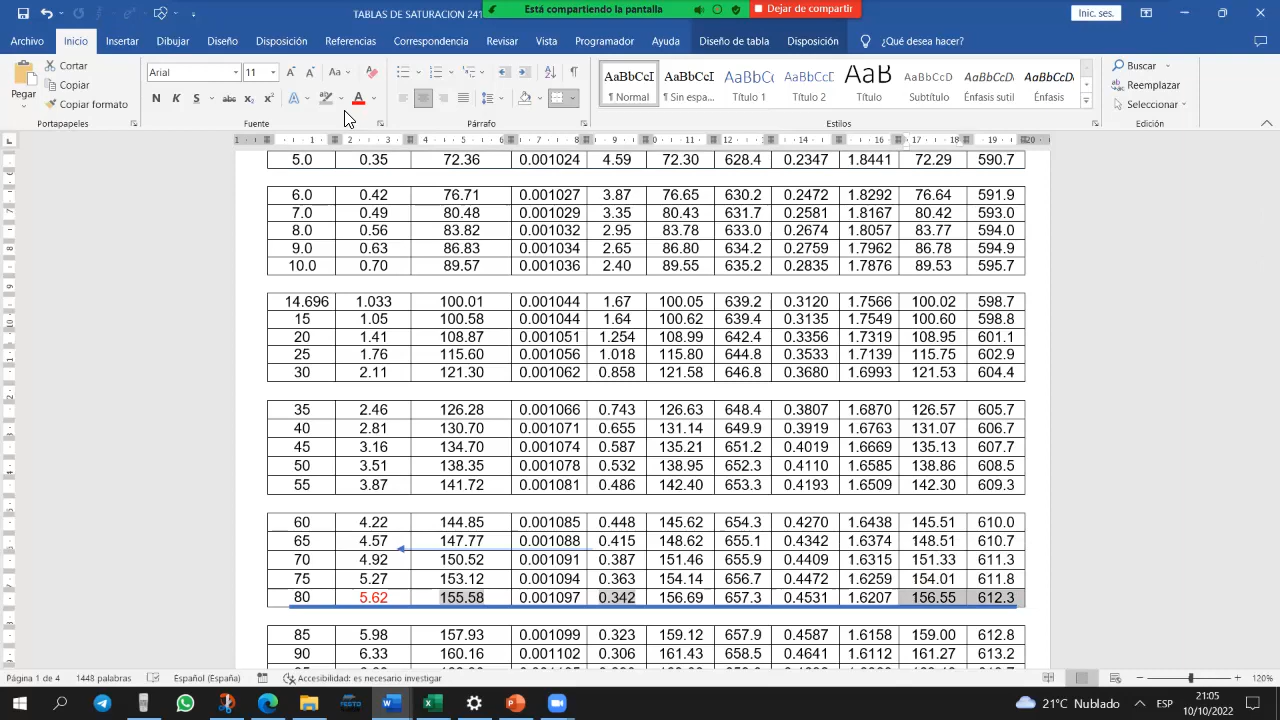 TABLAS DE SATURACION 241
Está compartiendo la pantalla
Dejar de compartir
Inic. ses.
Archivo Inicio Insertar Dibujar Diseño Disposición Referencias Correspondencia Revisar Vista Programador Ayuda Diseño de tabla Disposición ¿Qué desea hacer?
Pegar
Cortar
Copiar
Copiar formato
Portapapeles
Arial 11 Aa
N K S abc x₂ x² A A
Fuente
Párrafo
AaBbCcD ¶ Normal
AaBbCcD ¶ Sin espa...
AaBbCc Título 1
AaBbCcD Título 2
AaB Título
AaBbCcD Subtítulo
AaBbCcDı Énfasis sutil
AaBbCcDı Énfasis
Estilos
Buscar
Reemplazar
Seleccionar
Edición
1 1 2 4 5 6 7 8 10 11 12 13 14 16 17 18 19 20
5.0 0.35 72.36 0.001024 4.59 72.30 628.4 0.2347 1.8441 72.29 590.7
6.0 0.42 76.71 0.001027 3.87 76.65 630.2 0.2472 1.8292 76.64 591.9
7.0 0.49 80.48 0.001029 3.35 80.43 631.7 0.2581 1.8167 80.42 593.0
8.0 0.56 83.82 0.001032 2.95 83.78 633.0 0.2674 1.8057 83.77 594.0
9.0 0.63 86.83 0.001034 2.65 86.80 634.2 0.2759 1.7962 86.78 594.9
10.0 0.70 89.57 0.001036 2.40 89.55 635.2 0.2835 1.7876 89.53 595.7
14.696 1.033 100.01 0.001044 1.67 100.05 639.2 0.3120 1.7566 100.02 598.7
15 1.05 100.58 0.001044 1.64 100.62 639.4 0.3135 1.7549 100.60 598.8
20 1.41 108.87 0.001051 1.254 108.99 642.4 0.3356 1.7319 108.95 601.1
25 1.76 115.60 0.001056 1.018 115.80 644.8 0.3533 1.7139 115.75 602.9
30 2.11 121.30 0.001062 0.858 121.58 646.8 0.3680 1.6993 121.53 604.4
35 2.46 126.28 0.001066 0.743 126.63 648.4 0.3807 1.6870 126.57 605.7
40 2.81 130.70 0.001071 0.655 131.14 649.9 0.3919 1.6763 131.07 606.7
45 3.16 134.70 0.001074 0.587 135.21 651.2 0.4019 1.6669 135.13 607.7
50 3.51 138.35 0.001078 0.532 138.95 652.3 0.4110 1.6585 138.86 608.5
55 3.87 141.72 0.001081 0.486 142.40 653.3 0.4193 1.6509 142.30 609.3
60 4.22 144.85 0.001085 0.448 145.62 654.3 0.4270 1.6438 145.51 610.0
65 4.57 147.77 0.001088 0.415 148.62 655.1 0.4342 1.6374 148.51 610.7
70 4.92 150.52 0.001091 0.387 151.46 655.9 0.4409 1.6315 151.33 611.3
75 5.27 153.12 0.001094 0.363 154.14 656.7 0.4472 1.6259 154.01 611.8
80 5.62 155.58 0.001097 0.342 156.69 657.3 0.4531 1.6207 156.55 612.3
85 5.98 157.93 0.001099 0.323 159.12 657.9 0.4587 1.6158 159.00 612.8
90 6.33 160.16 0.001102 0.306 161.43 658.5 0.4641 1.6112 161.27 613.2
Página 1 de 4 1448 palabras Español (España) Accesibilidad: es necesario investigar 120%
21°C Nublado ESP 21:05
10/10/2022